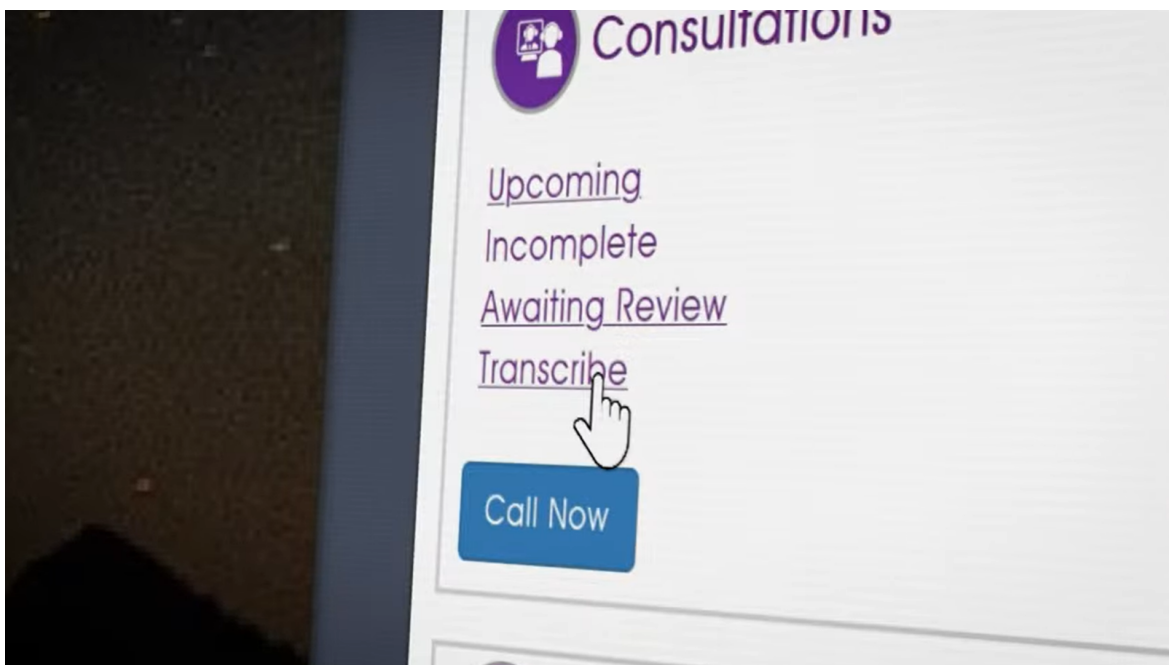 Consultations
Upcoming
Incomplete
Awaiting Review
Transcribe
Call Now